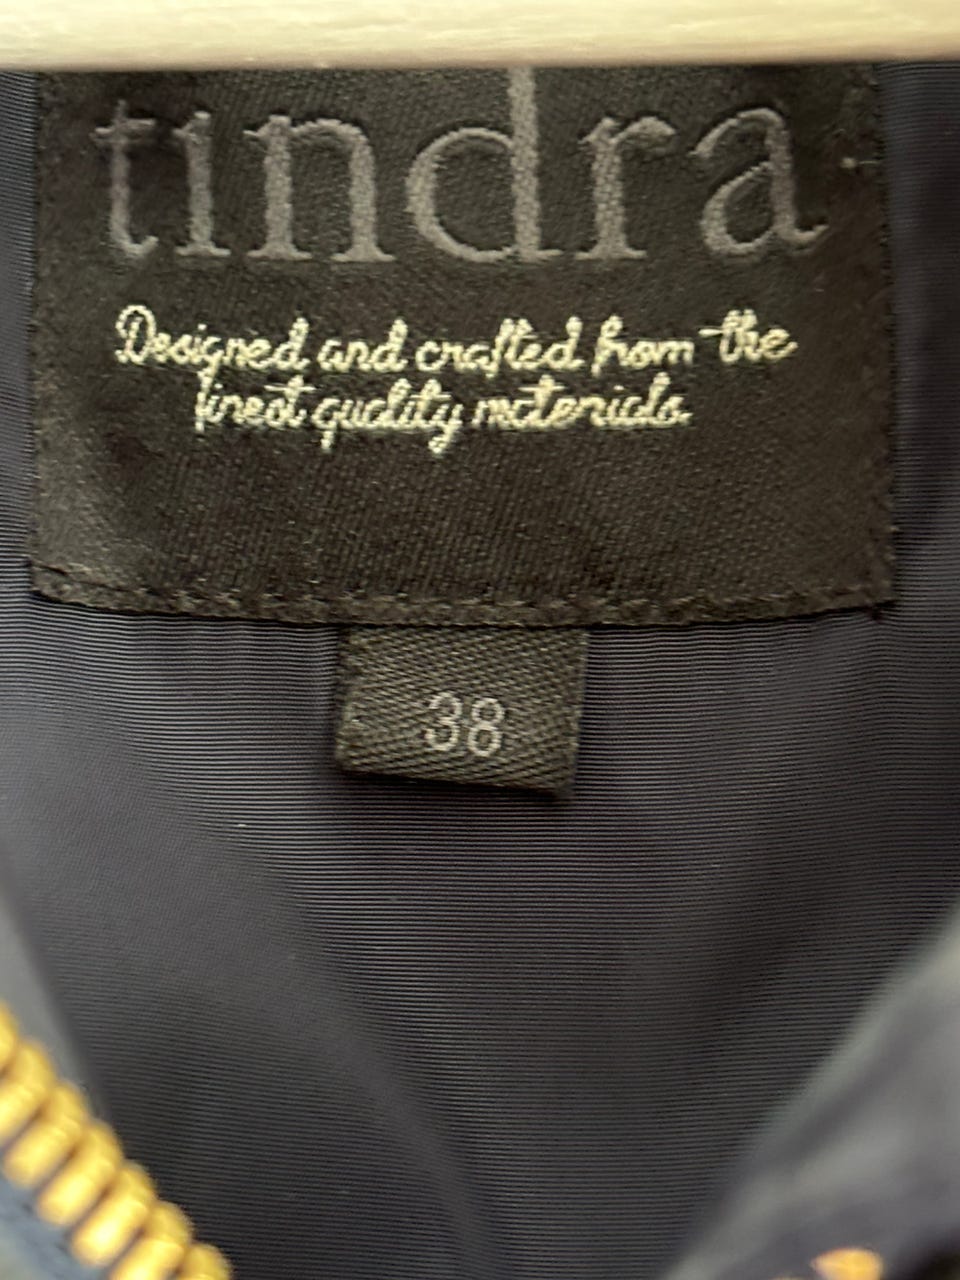 tindra
Designed and crafted from the
finest quality materials.
38